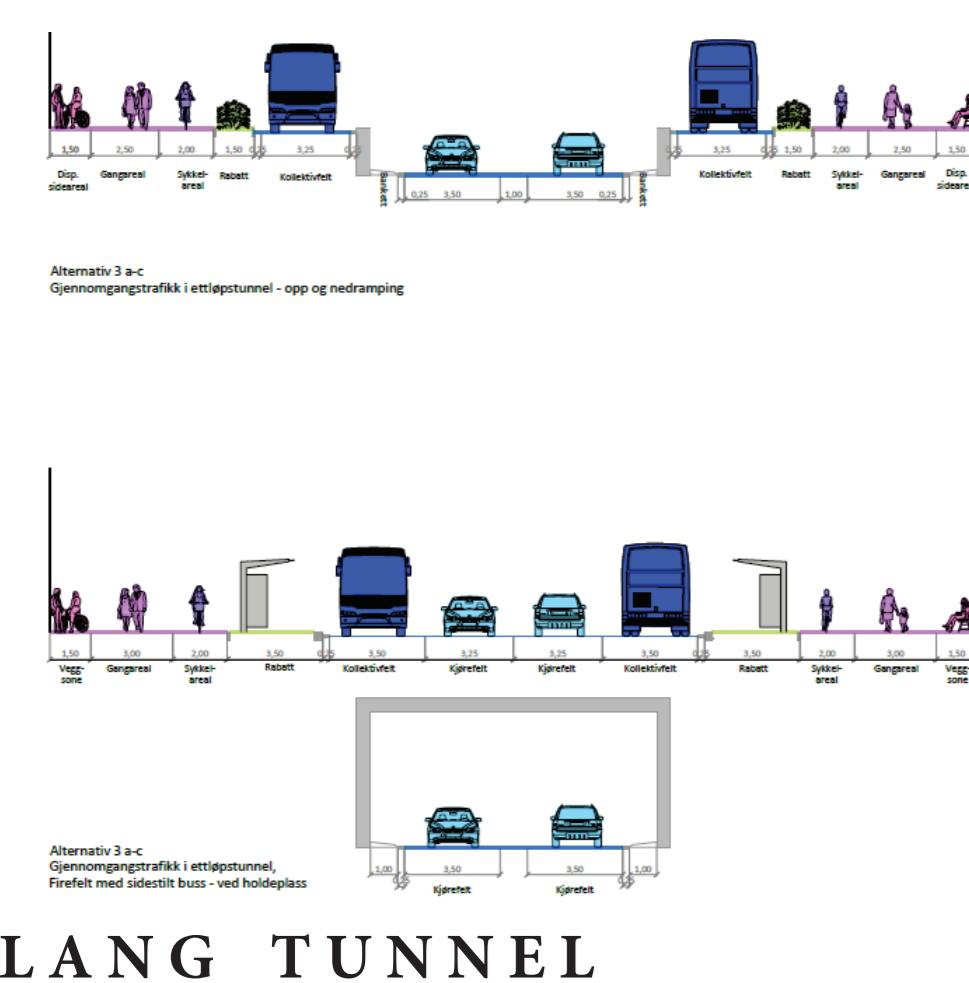 1,50 2,50 2,00 1,50 0,25 3,25 0,25 3,25 1,50 2,00 2,50 1,50
Disp. sideareal Gangareal Sykkel-areal Rabatt Kollektivfelt Bankett 0,25 3,50 1,00 3,50 0,25 Bankett Kollektivfelt Rabatt Sykkel-areal Gangareal Disp.
Alternativ 3 a-c
Gjennomgangstrafikk i ettløpstunnel - opp og nedramping
1,50 3,00 2,00 3,50 0,25 3,50 3,25 3,25 3,50 0,25 3,50 2,00 3,00 1,50
Vegg-sone Gangareal Sykkel-areal Rabatt Kollektivfelt Kjørefelt Kjørefelt Kollektivfelt Rabatt Sykkel-areal Gangareal Vegg-sone
1,00 3,50 3,50 1,00
Kjørefelt Kjørefelt
Alternativ 3 a-c
Gjennomgangstrafikk i ettløpstunnel,
Firefelt med sidestilt buss - ved holdeplass
LANG TUNNEL